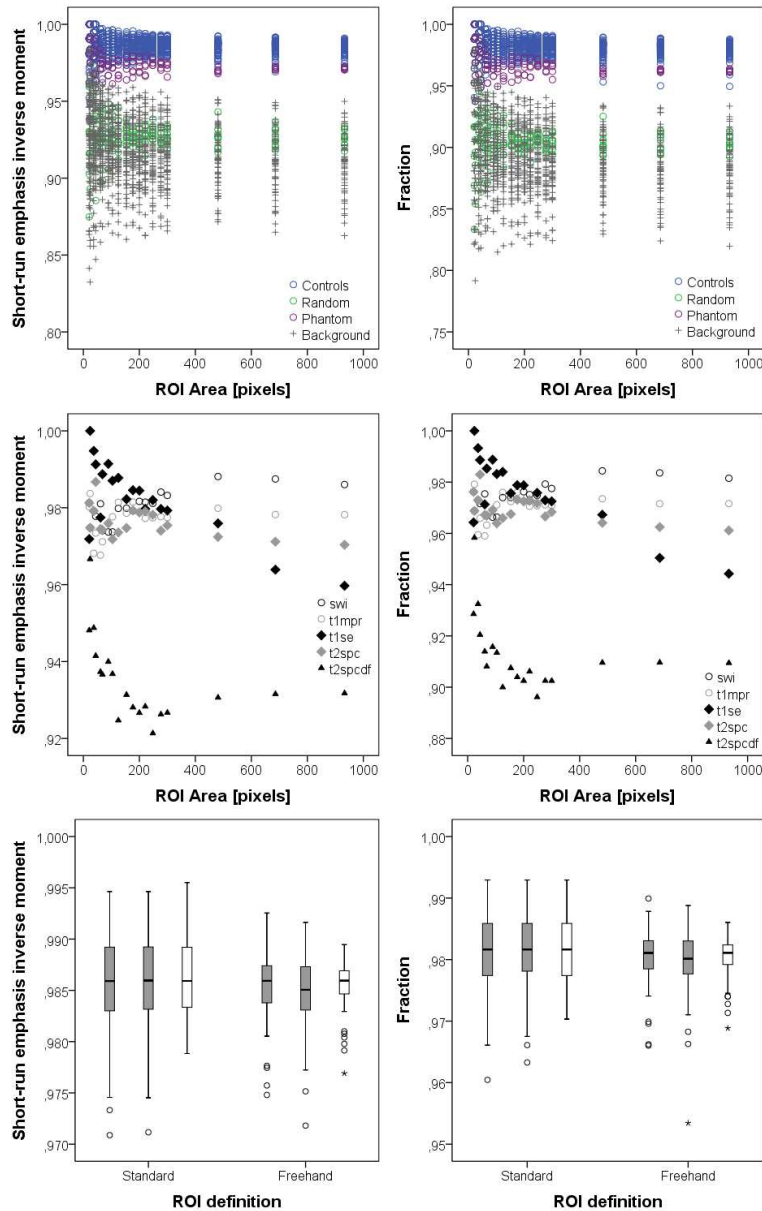 Short-run emphasis inverse moment
1,00
,95
,90
,85
,80
Controls
Random
Phantom
Background
0 200 400 600 800 1000
ROI Area [pixels]
Fraction
1,00
,95
,90
,85
,80
,75
Controls
Random
Phantom
Background
0 200 400 600 800 1000
ROI Area [pixels]
Short-run emphasis inverse moment
1,00
,98
,96
,94
,92
swi
t1mpr
t1se
t2spc
t2spcdf
0 200 400 600 800 1000
ROI Area [pixels]
Fraction
1,00
,98
,96
,94
,92
,90
,88
swi
t1mpr
t1se
t2spc
t2spcdf
0 200 400 600 800 1000
ROI Area [pixels]
Short-run emphasis inverse moment
1,000
,995
,990
,985
,980
,975
,970
Standard Freehand
ROI definition
Fraction
1,00
,99
,98
,97
,96
,95
Standard Freehand
ROI definition